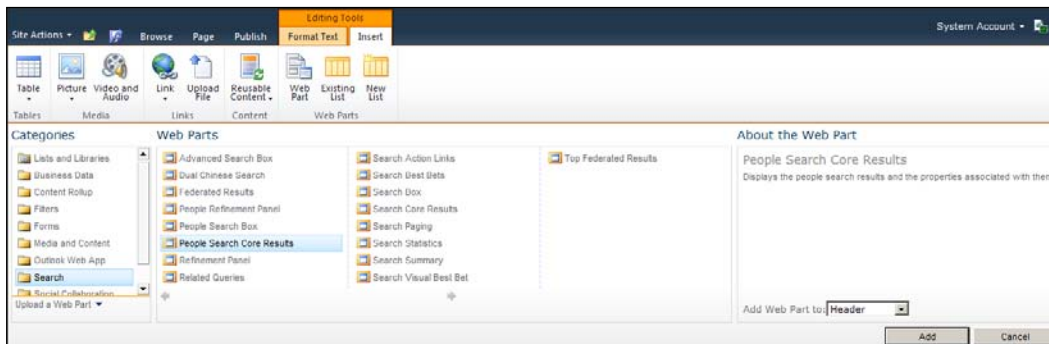 Editing Tools
Site Actions Browse Page Publish Format Text Insert System Account
Table Picture Video and Audio Link Upload File Reusable Content Web Part Existing List New List
Tables Media Links Content Web Parts
Categories Web Parts About the Web Part
Lists and Libraries Advanced Search Box Search Action Links Top Federated Results People Search Core Results
Business Data Dual Chinese Search Search Best Bets Displays the people search results and the properties associated with them
Content Rollup Federated Results Search Box
Filters People Refinement Panel Search Core Results
Forms People Search Box Search Paging
Media and Content People Search Core Results Search Statistics
Outlook Web App Refinement Panel Search Summary
Search Related Queries Search Visual Best Bet
Social Collaboration
Upload a Web Part Add Web Part to: Header
Add Cancel